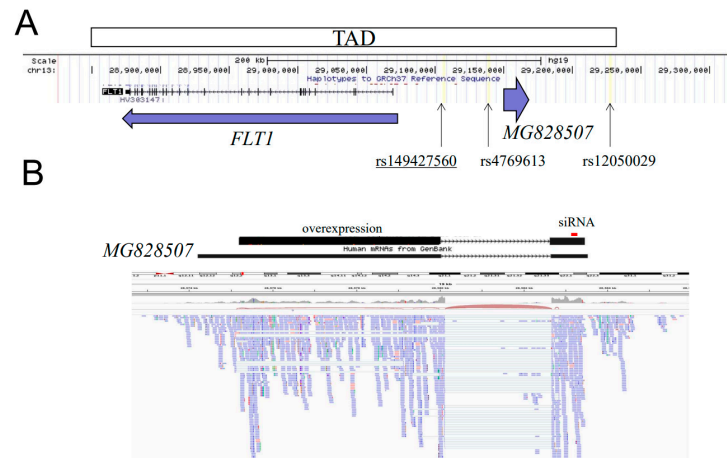 A
TAD
Scale
200 kb
hg19
chr13:
28,900,000
28,950,000
29,000,000
29,050,000
29,100,000
29,150,000
29,200,000
29,250,000
29,300,000
Haplotypes to GRCh37 Reference Sequence
FLT1
HV303147
FLT1
MG828507
rs149427560
rs4769613
rs12050029
B
overexpression
siRNA
MG828507
Human mRNAs from GenBank